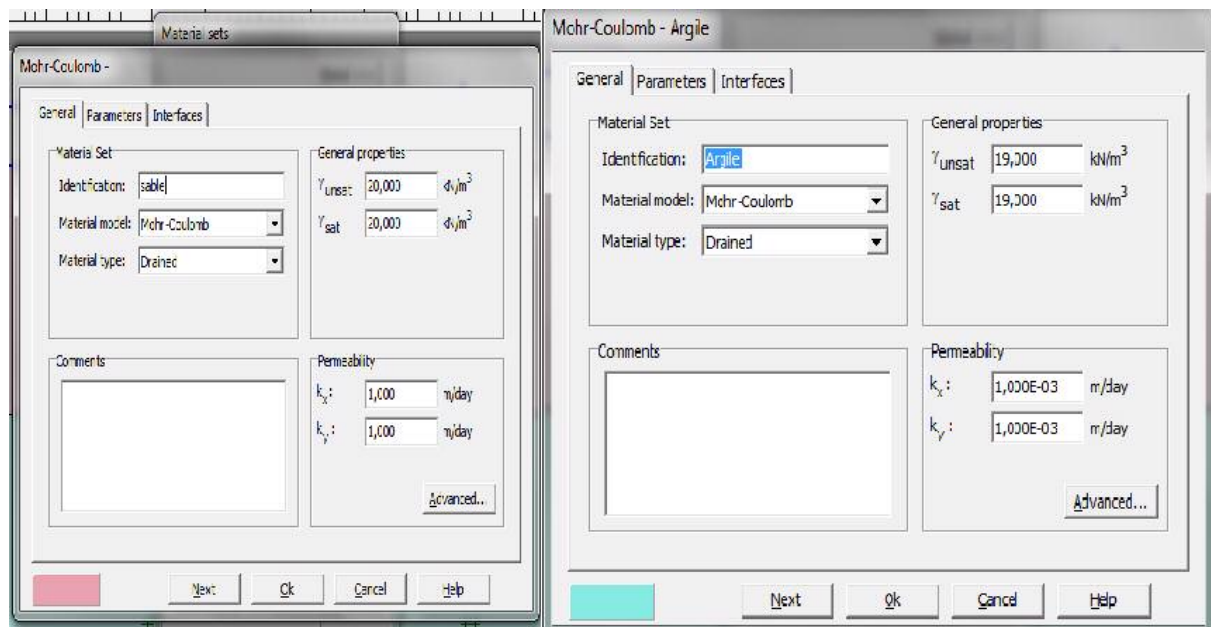 Material sets
Mohr-Coulomb -
General Parameters Interfaces
Material Set
Identification: sable
Material model: Mohr-Coulomb
Material type: Drained
General properties
γunsat 20,000 kN/m³
γsat 20,000 kN/m³
Comments
Permeability
kx: 1,000 m/day
ky: 1,000 m/day
Advanced...
Next Ok Cancel Help
Mohr-Coulomb - Argile
General Parameters Interfaces
Material Set
Identification: Argile
Material model: Mohr-Coulomb
Material type: Drained
General properties
γunsat 19,000 kN/m³
γsat 19,000 kN/m³
Comments
Permeability
kx: 1,000E-03 m/day
ky: 1,000E-03 m/day
Advanced...
Next Ok Cancel Help